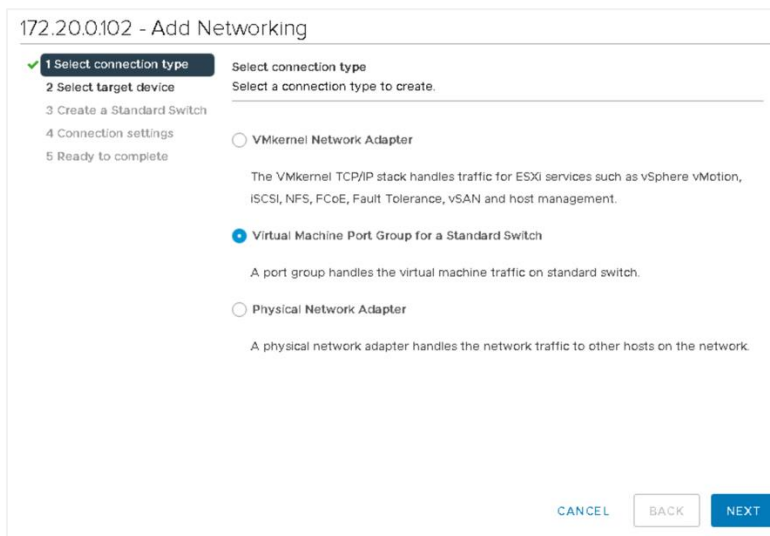 172.20.0.102 - Add Networking
1 Select connection type
2 Select target device
3 Create a Standard Switch
4 Connection settings
5 Ready to complete
Select connection type
Select a connection type to create.
VMkernel Network Adapter
The VMkernel TCP/IP stack handles traffic for ESXi services such as vSphere vMotion,
iSCSI, NFS, FCoE, Fault Tolerance, vSAN and host management.
Virtual Machine Port Group for a Standard Switch
A port group handles the virtual machine traffic on standard switch.
Physical Network Adapter
A physical network adapter handles the network traffic to other hosts on the network.
CANCEL
BACK
NEXT